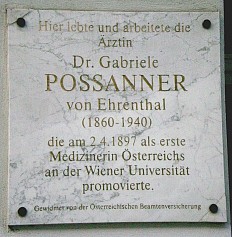 Hier lebte und arbeitete die
Ärztin
Dr. Gabriele
POSSANNER
von Ehrenthal
(1860-1940)
die am 2.4.1897 als erste
Medizinerin Österreichs
an der Wiener Universität
promovierte.
Gewidmet von der Österreichischen Beamtenversicherung